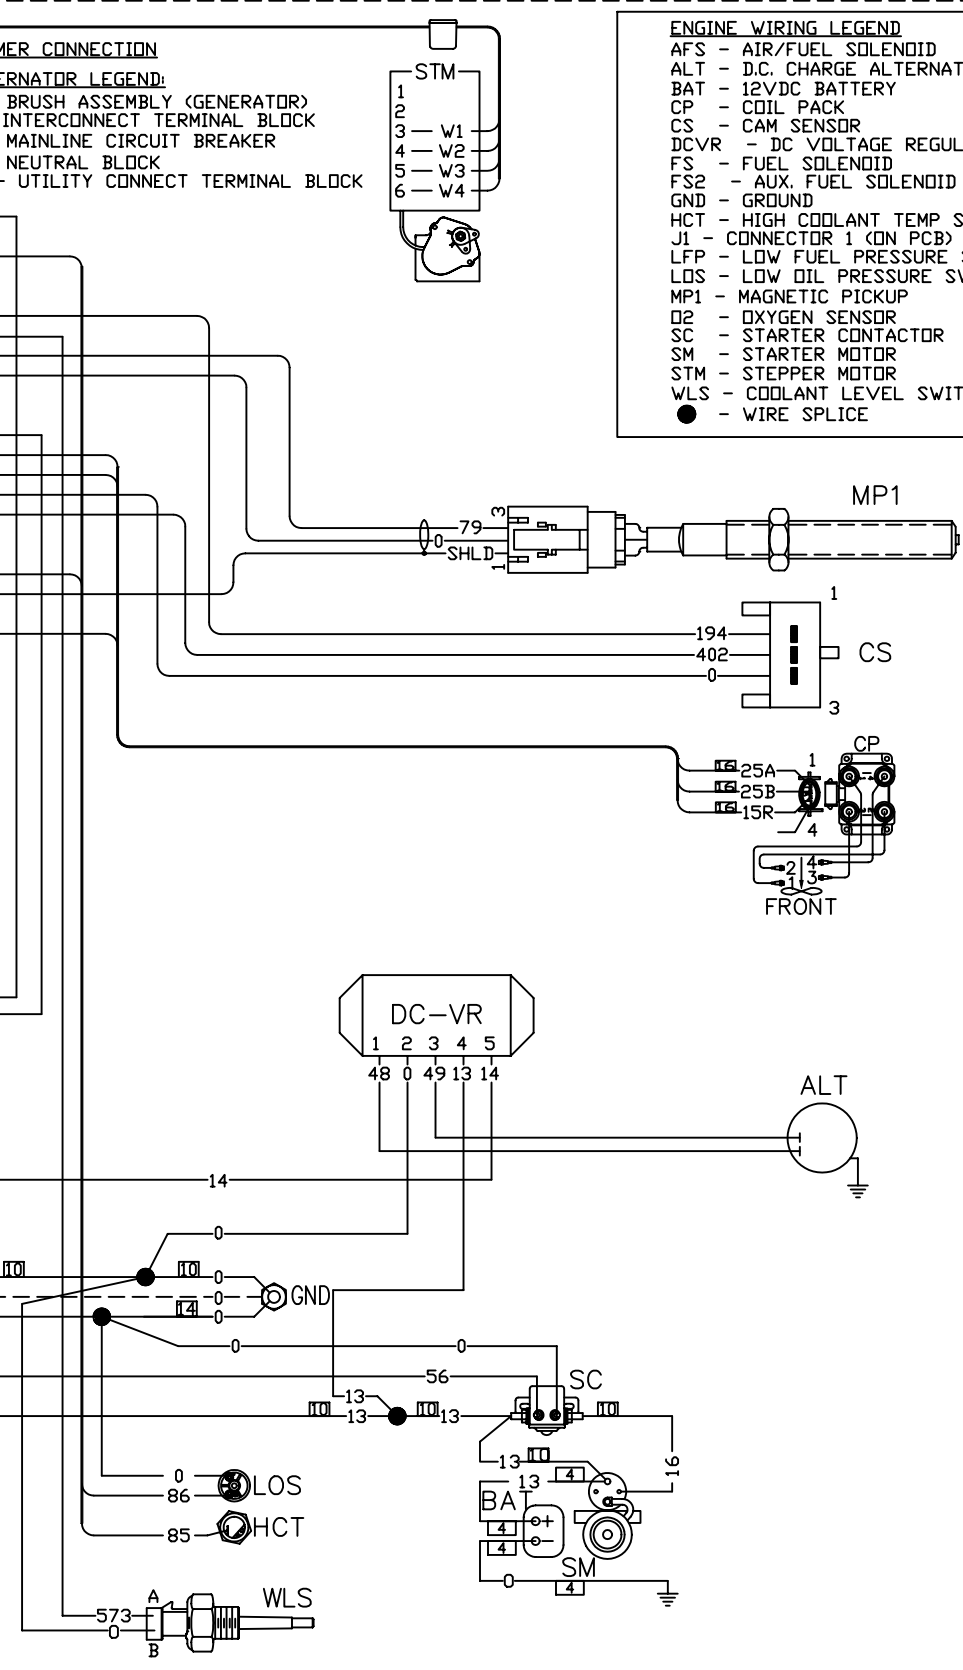 MER CONNECTION
ERNATOR LEGEND:
BRUSH ASSEMBLY (GENERATOR)
INTERCONNECT TERMINAL BLOCK
MAINLINE CIRCUIT BREAKER
NEUTRAL BLOCK
- UTILITY CONNECT TERMINAL BLOCK
STM
1
2
3 W1
4 W2
5 W3
6 W4
ENGINE WIRING LEGEND
AFS - AIR/FUEL SOLENOID
ALT - D.C. CHARGE ALTERNAT
BAT - 12VDC BATTERY
CP - COIL PACK
CS - CAM SENSOR
DCVR - DC VOLTAGE REGUL
FS - FUEL SOLENOID
FS2 - AUX. FUEL SOLENOID
GND - GROUND
HCT - HIGH COOLANT TEMP S
J1 - CONNECTOR 1 (ON PCB)
LFP - LOW FUEL PRESSURE
LOS - LOW OIL PRESSURE SW
MP1 - MAGNETIC PICKUP
O2 - OXYGEN SENSOR
SC - STARTER CONTACTOR
SM - STARTER MOTOR
STM - STEPPER MOTOR
WLS - COOLANT LEVEL SWIT
- WIRE SPLICE
MP1
3
79
0
SHLD
1
1
194
402
0
CS
3
CP
1
16 25A
16 25B
16 15R
4
2 4
1 3
FRONT
DC-VR
1 2 3 4 5
48 0 49 13 14
ALT
14
0
10 10 0
0 GND
14 0
0 0
56
SC
13
10 13 10 13 10
13 10
16
13 4
BAT
+
4
-
4
SM
0 4
0
86
LOS
85
HCT
WLS
A
573
0
B